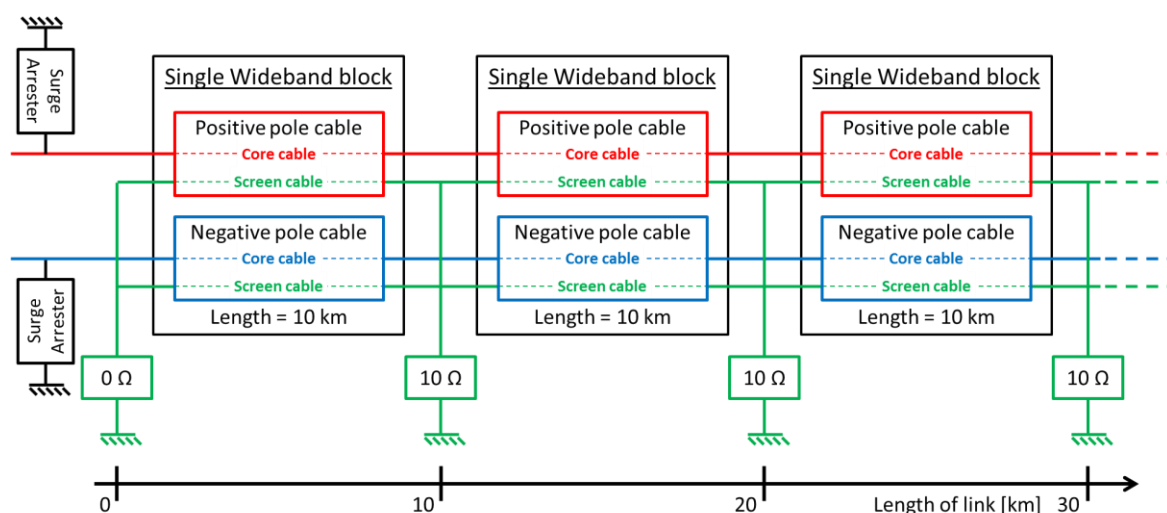 Surge
Arrester
Single Wideband block
Positive pole cable
Core cable
Screen cable
Negative pole cable
Core cable
Screen cable
Length = 10 km
Single Wideband block
Positive pole cable
Core cable
Screen cable
Negative pole cable
Core cable
Screen cable
Length = 10 km
Single Wideband block
Positive pole cable
Core cable
Screen cable
Negative pole cable
Core cable
Screen cable
Length = 10 km
Surge
Arrester
0 Ω
10 Ω
10 Ω
10 Ω
0
10
20
Length of link [km]
30